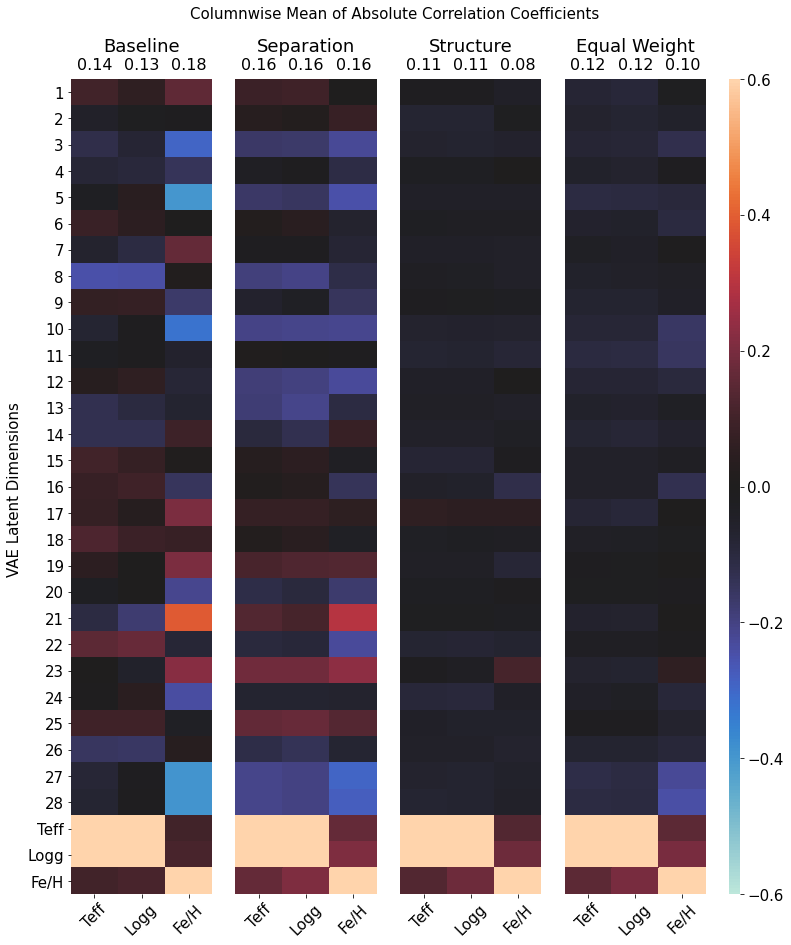 Columnwise Mean of Absolute Correlation Coefficients
Baseline
0.14 0.13 0.18
Separation
0.16 0.16 0.16
Structure
0.11 0.11 0.08
Equal Weight
0.12 0.12 0.10
VAE Latent Dimensions
1
2
3
4
5
6
7
8
9
10
11
12
13
14
15
16
17
18
19
20
21
22
23
24
25
26
27
28
Teff
Logg
Fe/H
Teff Logg Fe/H
Teff Logg Fe/H
Teff Logg Fe/H
Teff Logg Fe/H
0.6
0.4
0.2
0.0
−0.2
−0.4
−0.6